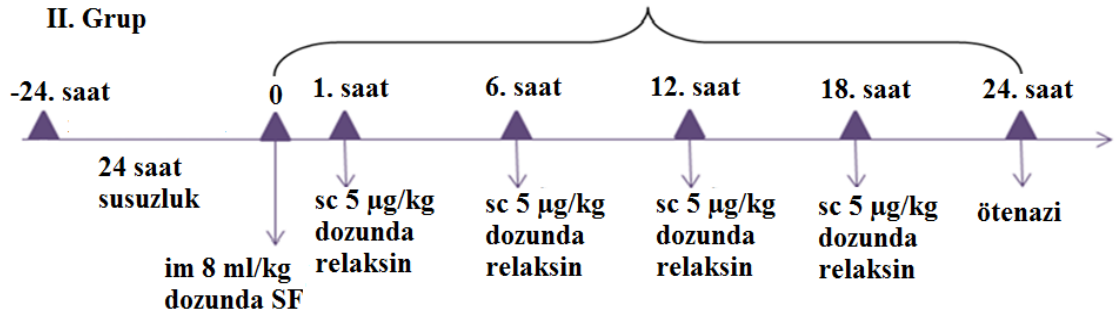 II. Grup
-24. saat
0
1. saat
6. saat
12. saat
18. saat
24. saat
24 saat
susuzluk
im 8 ml/kg
dozunda SF
sc 5 µg/kg
dozunda
relaksin
sc 5 µg/kg
dozunda
relaksin
sc 5 µg/kg
dozunda
relaksin
sc 5 µg/kg
dozunda
relaksin
ötenazi